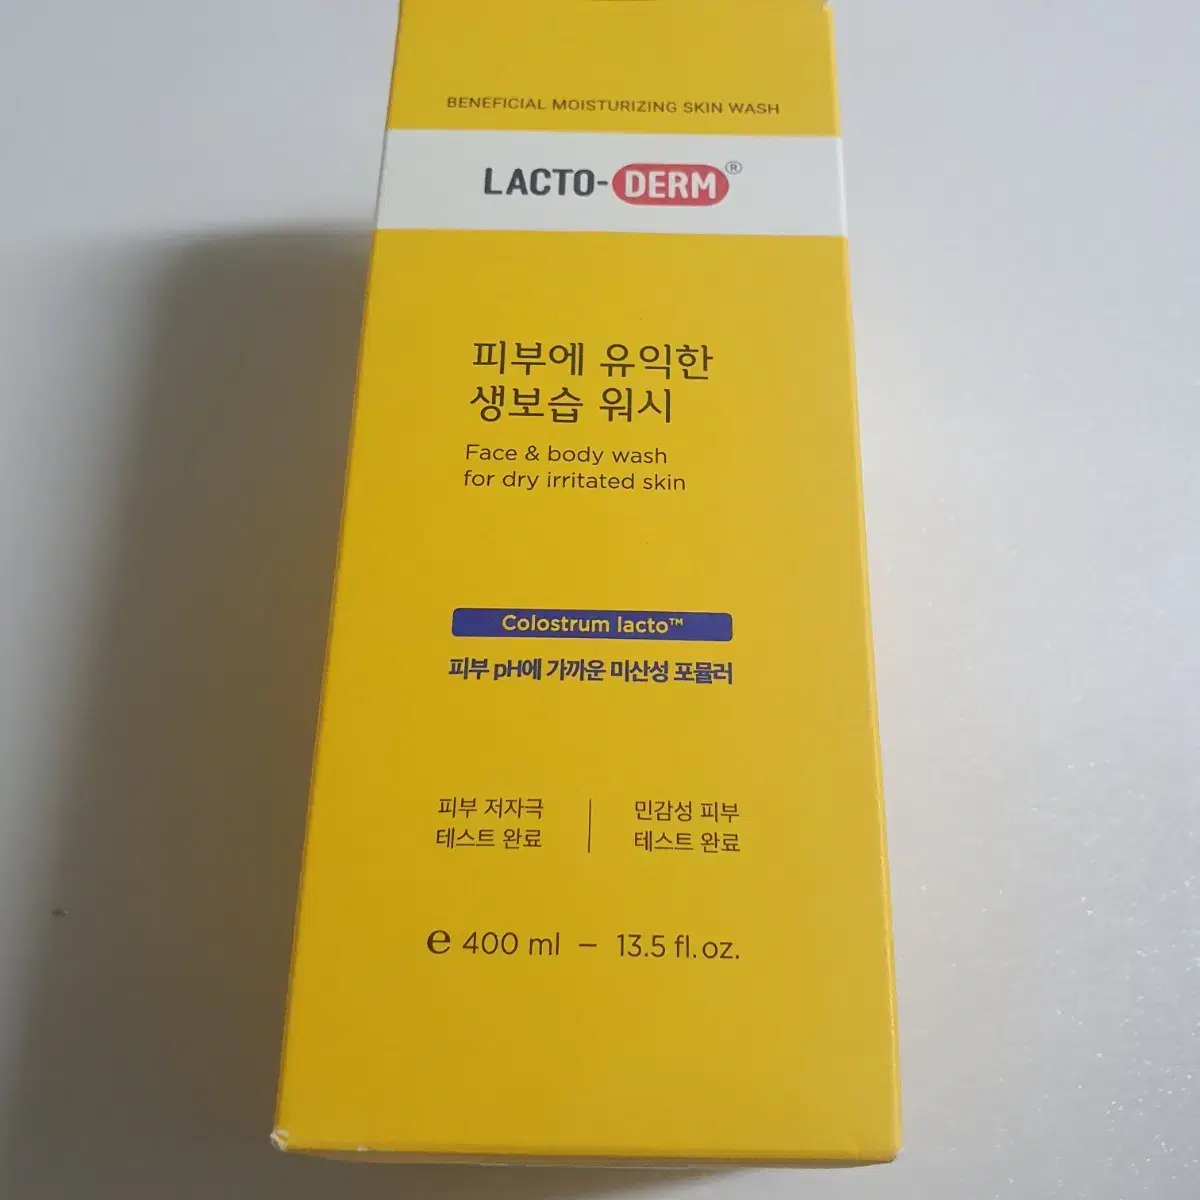 BENEFICIAL MOISTURIZING SKIN WASH
LACTO-DERM®
피부에 유익한
생보습 워시
Face & body wash
for dry irritated skin
Colostrum lacto™
피부 pH에 가까운 미산성 포뮬러
피부 저자극 | 민감성 피부
테스트 완료 | 테스트 완료
℮ 400 ml – 13.5 fl.oz.